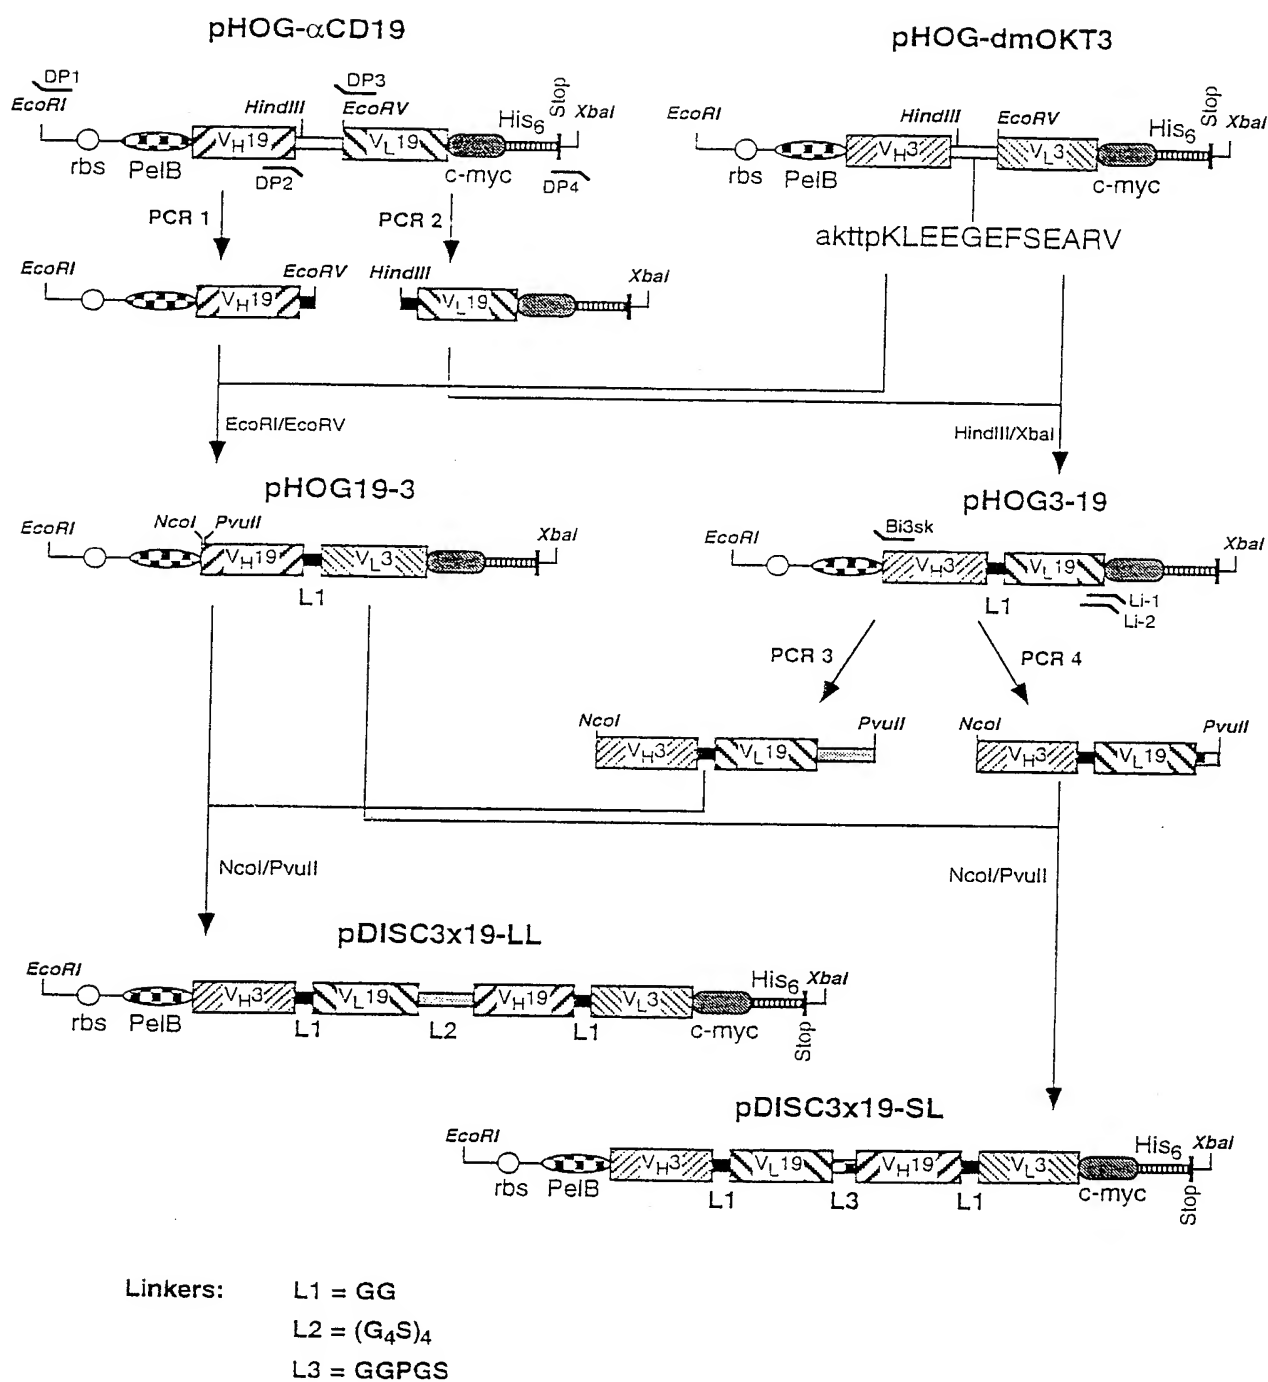 pHOG-αCD19
pHOG-dmOKT3
DP1
EcoRI
HindIII
DP3
EcoRV
His6
Stop
XbaI
VH19
VL19
rbs
PelB
DP2
c-myc
DP4
EcoRI
HindIII
EcoRV
His6
Stop
XbaI
VH3
VL3
rbs
PelB
c-myc
akttpKLEEGEFSEARV
PCR 1
PCR 2
EcoRI
EcoRV
VH19
HindIII
XbaI
VL19
EcoRI/EcoRV
HindIII/XbaI
pHOG19-3
EcoRI
NcoI
PvuII
XbaI
VH19
VL3
L1
pHOG3-19
EcoRI
Bi3sk
XbaI
VH3
VL19
L1
Li-1
Li-2
PCR 3
PCR 4
NcoI
PvuII
VH3
VL19
NcoI
PvuII
VH3
VL19
NcoI/PvuII
NcoI/PvuII
pDISC3x19-LL
EcoRI
His6
XbaI
VH3
VL19
VH19
VL3
rbs
PelB
L1
L2
L1
c-myc
Stop
pDISC3x19-SL
EcoRI
His6
XbaI
VH3
VL19
VH19
VL3
rbs
PelB
L1
L3
L1
c-myc
Stop
Linkers:
L1 = GG
L2 = (G4S)4
L3 = GGPGS